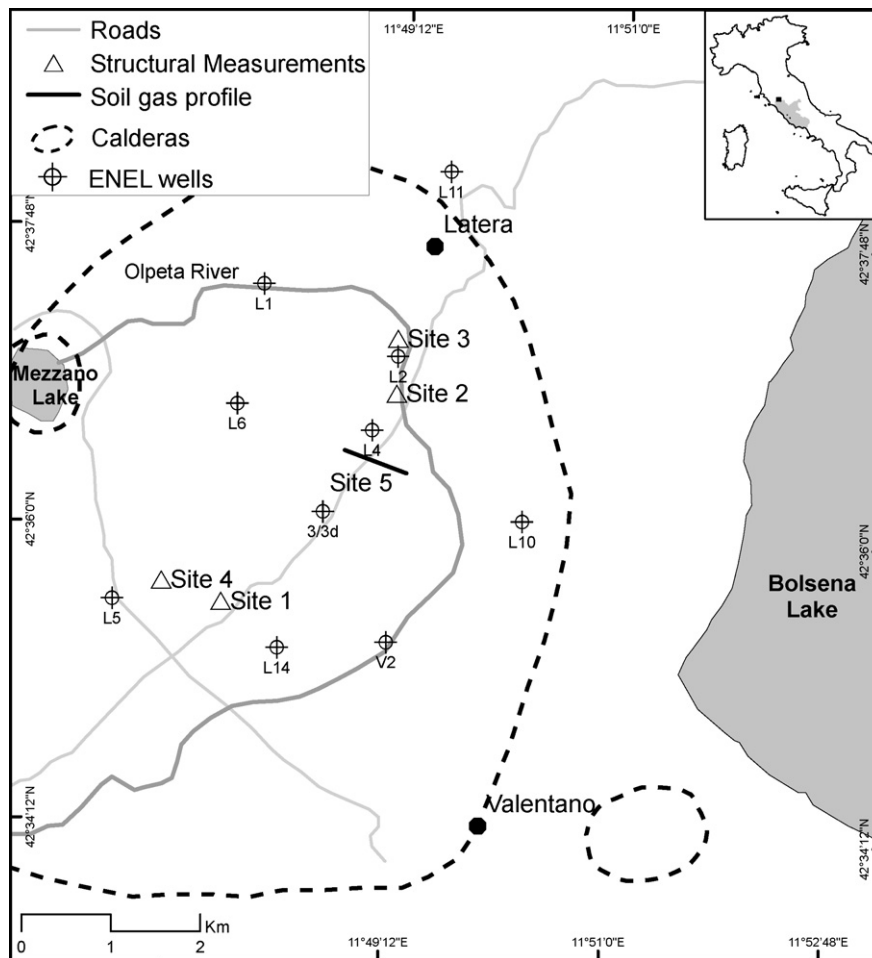 11°49'12"E
11°51'0"E
Roads
Structural Measurements
Soil gas profile
Calderas
ENEL wells
L11
42°37'48"N
42°37'48"N
Latera
Olpeta River
L1
Site 3
L2
Mezzano
Lake
Site 2
L6
L4
Site 5
3/3d
42°36'0"N
42°36'0"N
L10
Site 4
Site 1
L5
Bolsena
Lake
L14
V2
Valentano
42°34'12"N
42°34'12"N
Km
0 1 2
11°49'12"E
11°51'0"E
11°52'48"E